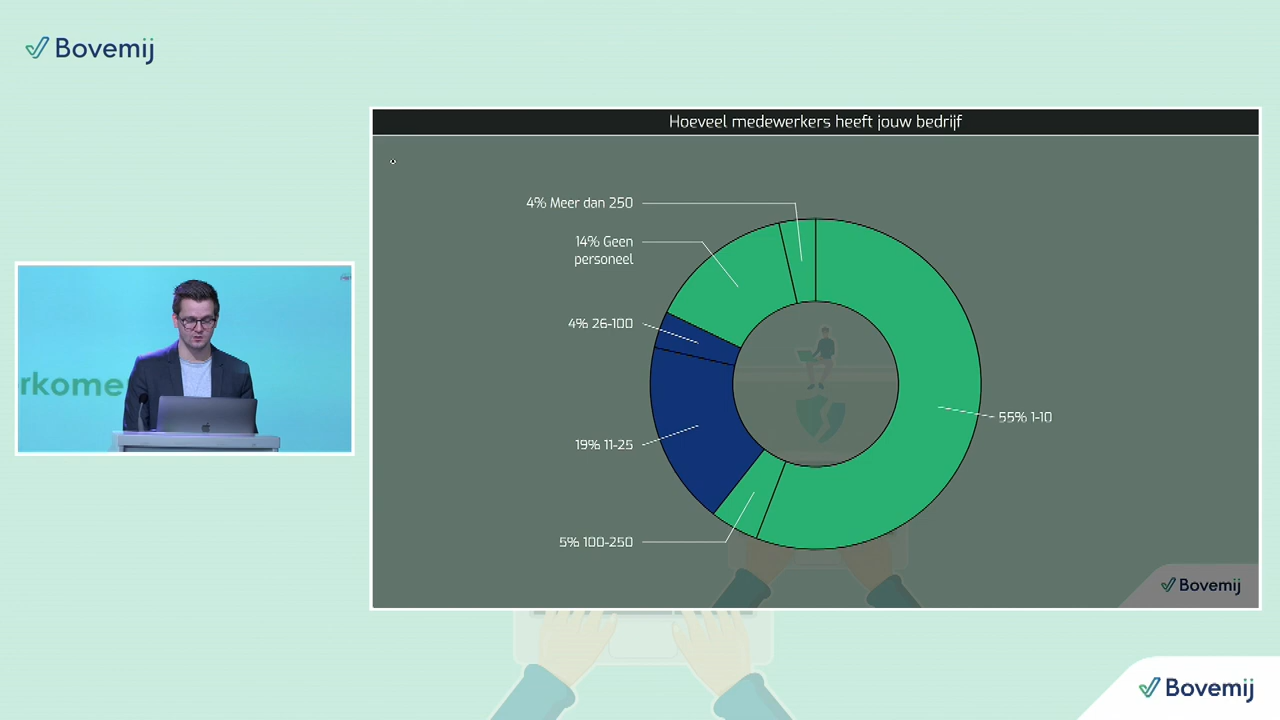 Bovemij
Hoeveel medewerkers heeft jouw bedrijf
4% Meer dan 250
14% Geen
personeel
4% 26-100
19% 11-25
5% 100-250
55% 1-10
rkome
Bovemij
Bovemij